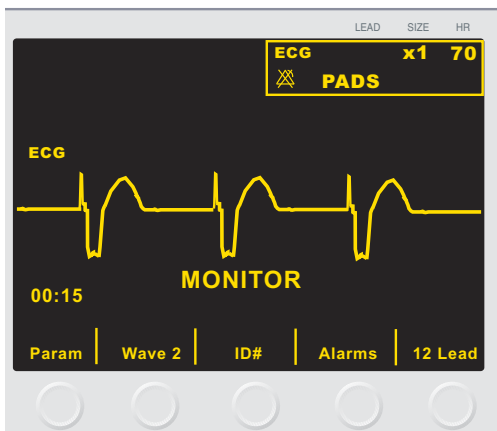 LEAD SIZE HR
ECG x1 70
PADS
ECG
MONITOR
00:15
Param Wave 2 ID# Alarms 12 Lead